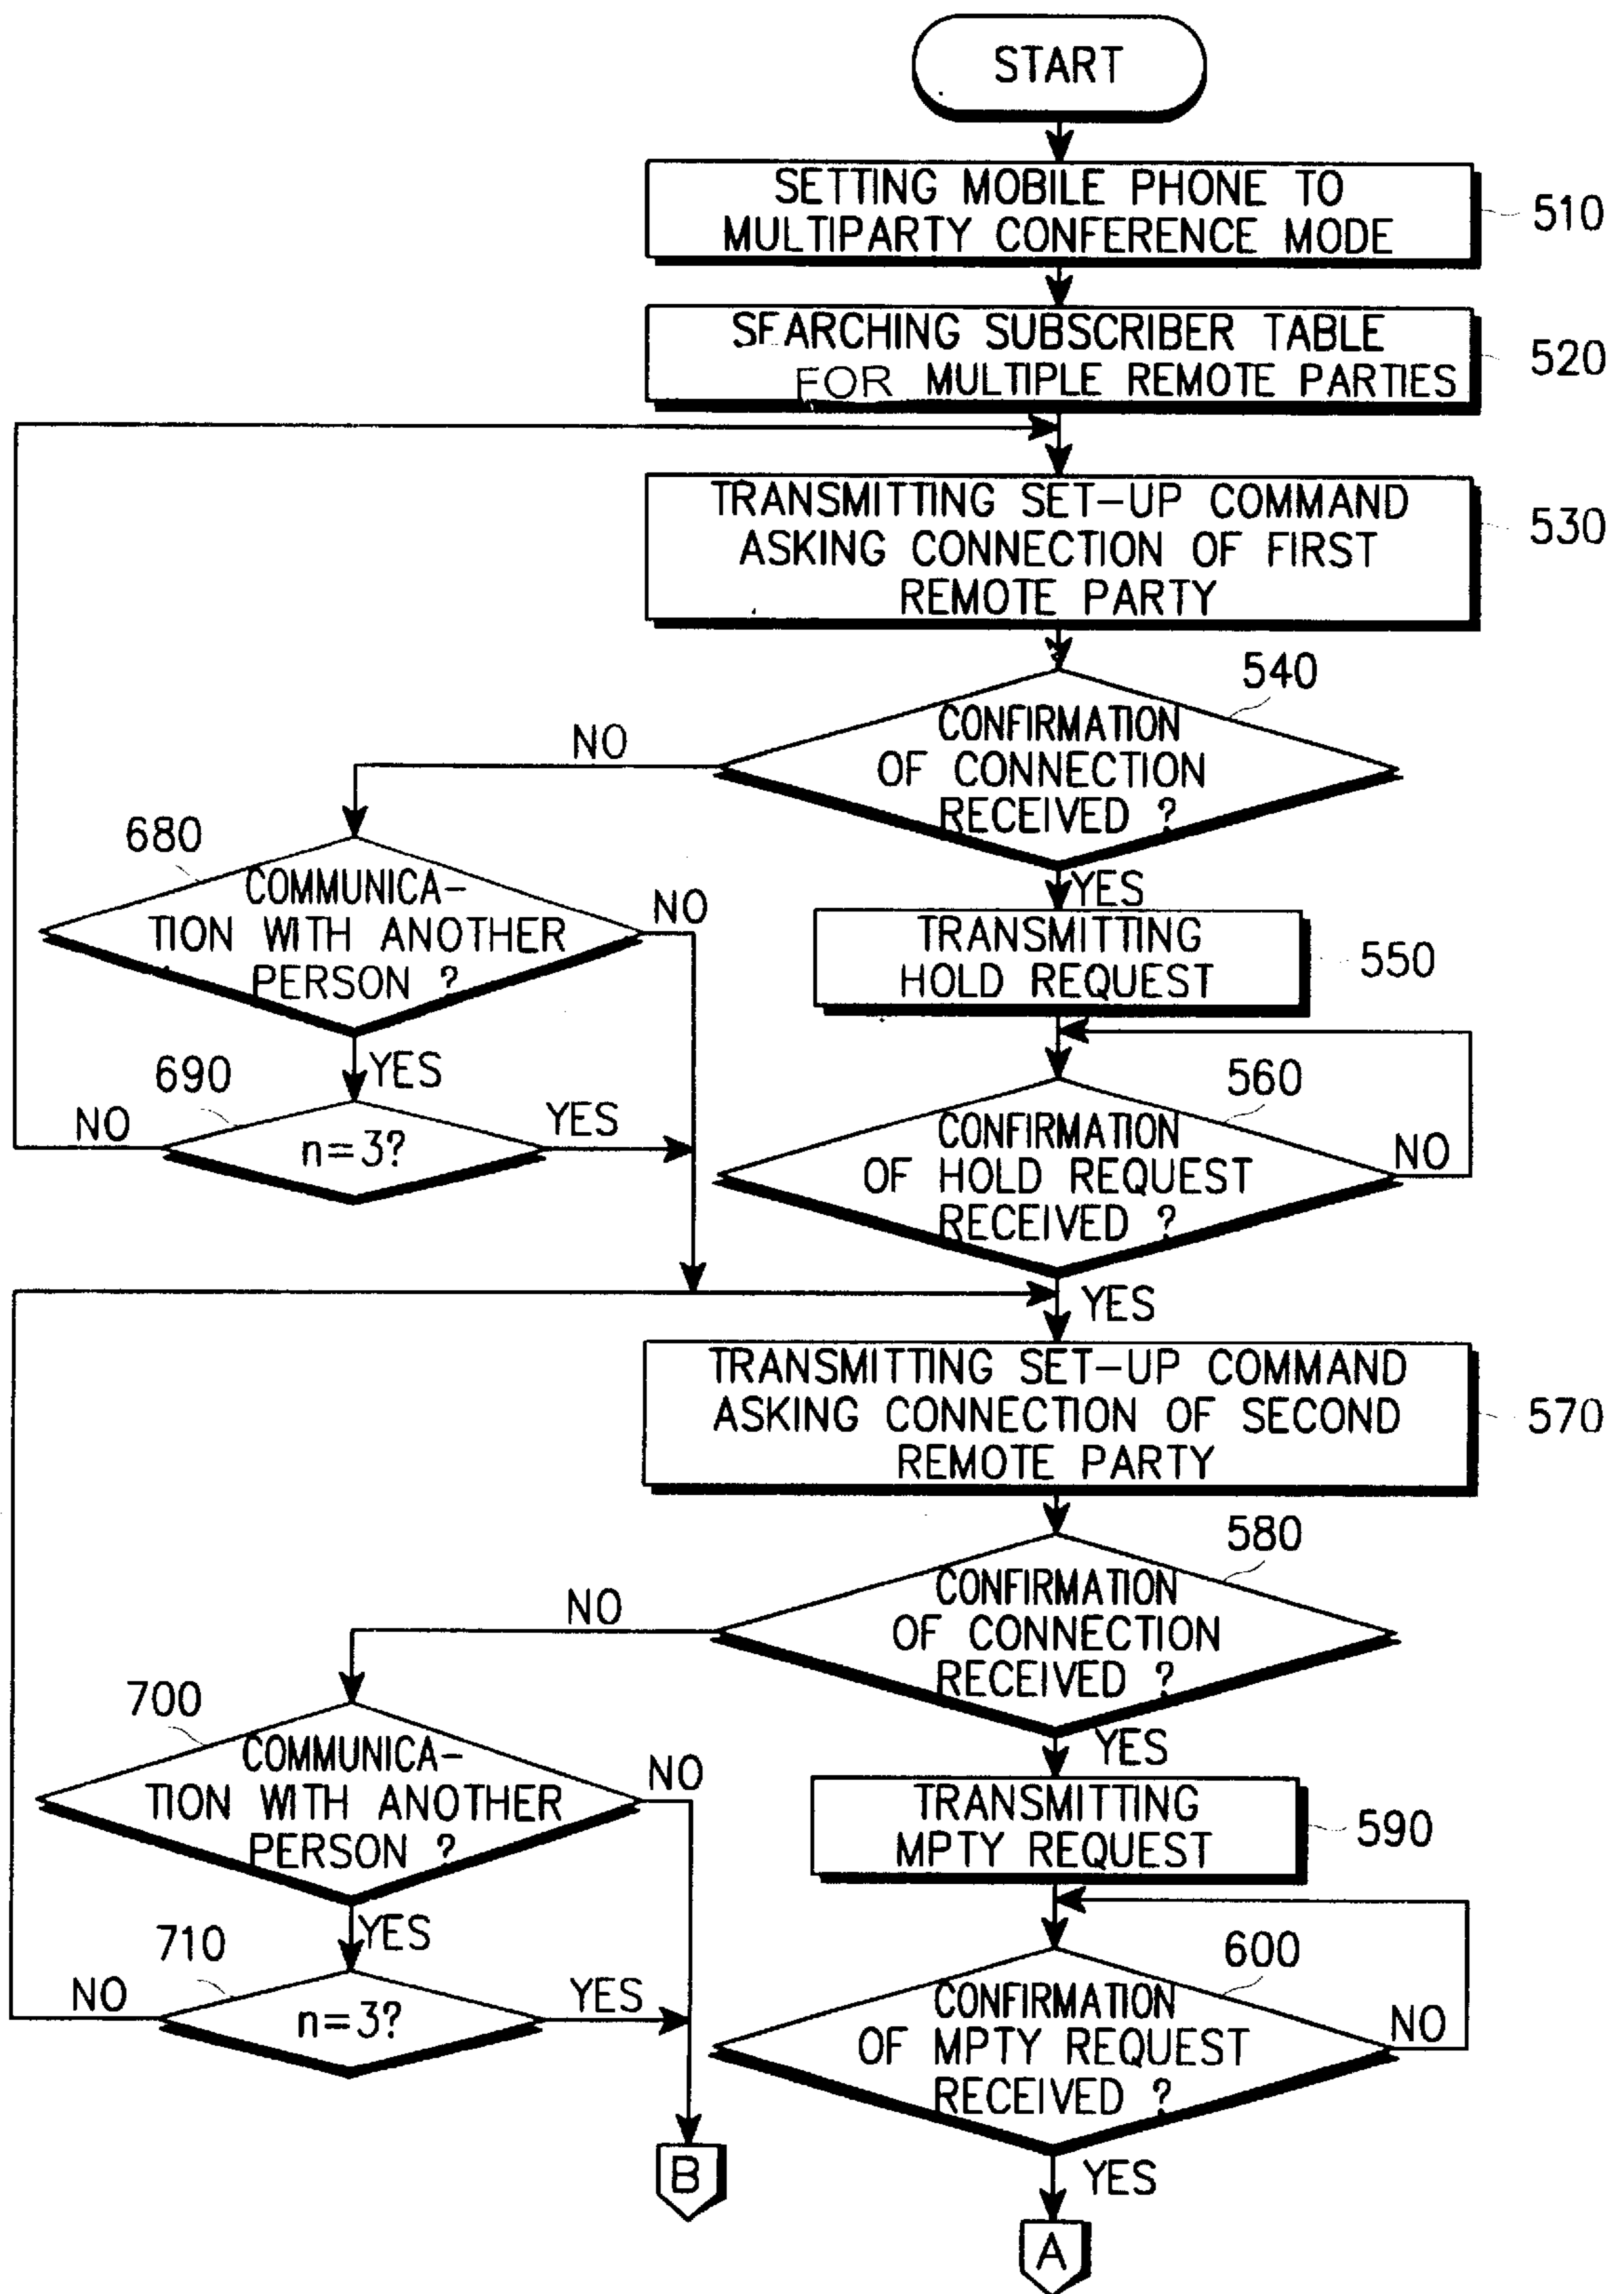 START
SETTING MOBILE PHONE TO
MULTIPARTY CONFERENCE MODE
510
SEARCHING SUBSCRIBER TABLE
FOR MULTIPLE REMOTE PARTIES
520
TRANSMITTING SET-UP COMMAND
ASKING CONNECTION OF FIRST
REMOTE PARTY
530
540
CONFIRMATION
OF CONNECTION
RECEIVED ?
NO
YES
680
COMMUNICA-
TION WITH ANOTHER
PERSON ?
NO
YES
TRANSMITTING
HOLD REQUEST
550
690
n=3?
NO
YES
560
CONFIRMATION
OF HOLD REQUEST
RECEIVED ?
NO
YES
TRANSMITTING SET-UP COMMAND
ASKING CONNECTION OF SECOND
REMOTE PARTY
570
580
CONFIRMATION
OF CONNECTION
RECEIVED ?
NO
YES
700
COMMUNICA-
TION WITH ANOTHER
PERSON ?
NO
YES
TRANSMITTING
MPTY REQUEST
590
710
n=3?
NO
YES
600
CONFIRMATION
OF MPTY REQUEST
RECEIVED ?
NO
YES
B
A